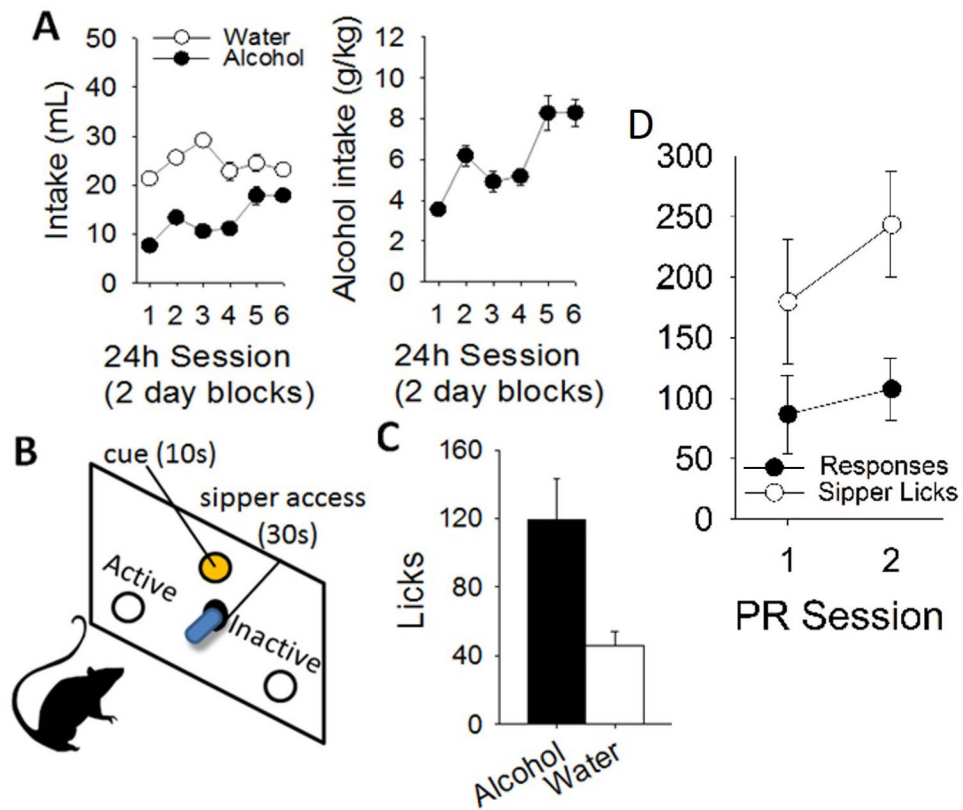 A
Water
Alcohol
Intake (mL)
50
40
30
20
10
0
1 2 3 4 5 6
24h Session
(2 day blocks)
Alcohol intake (g/kg)
12
10
8
6
4
2
0
1 2 3 4 5 6
24h Session
(2 day blocks)
B
cue (10s)
sipper access
(30s)
Active
Inactive
C
Licks
160
120
80
40
0
Alcohol
Water
D
300
250
200
150
100
50
0
Responses
Sipper Licks
1 2
PR Session